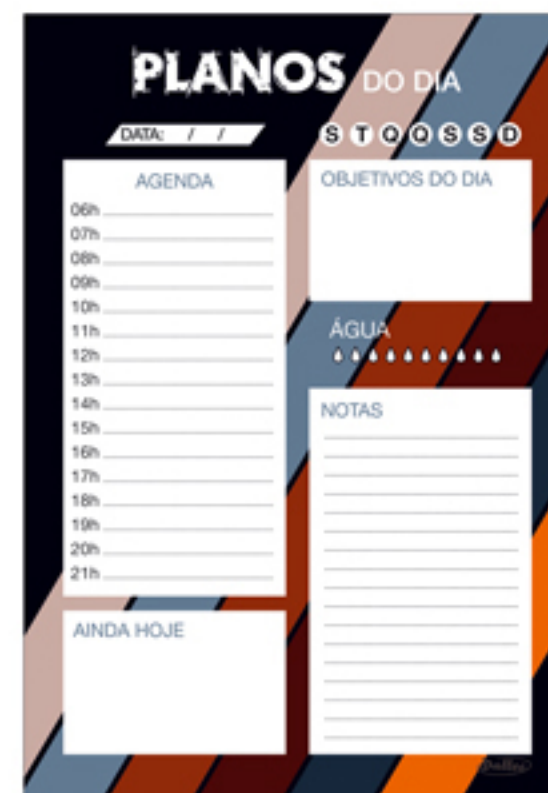 PLANOS DO DIA
DATA: / /
S T Q Q S S D
AGENDA
06h
07h
08h
09h
10h
11h
12h
13h
14h
15h
16h
17h
18h
19h
20h
21h
AINDA HOJE
OBJETIVOS DO DIA
ÁGUA
NOTAS